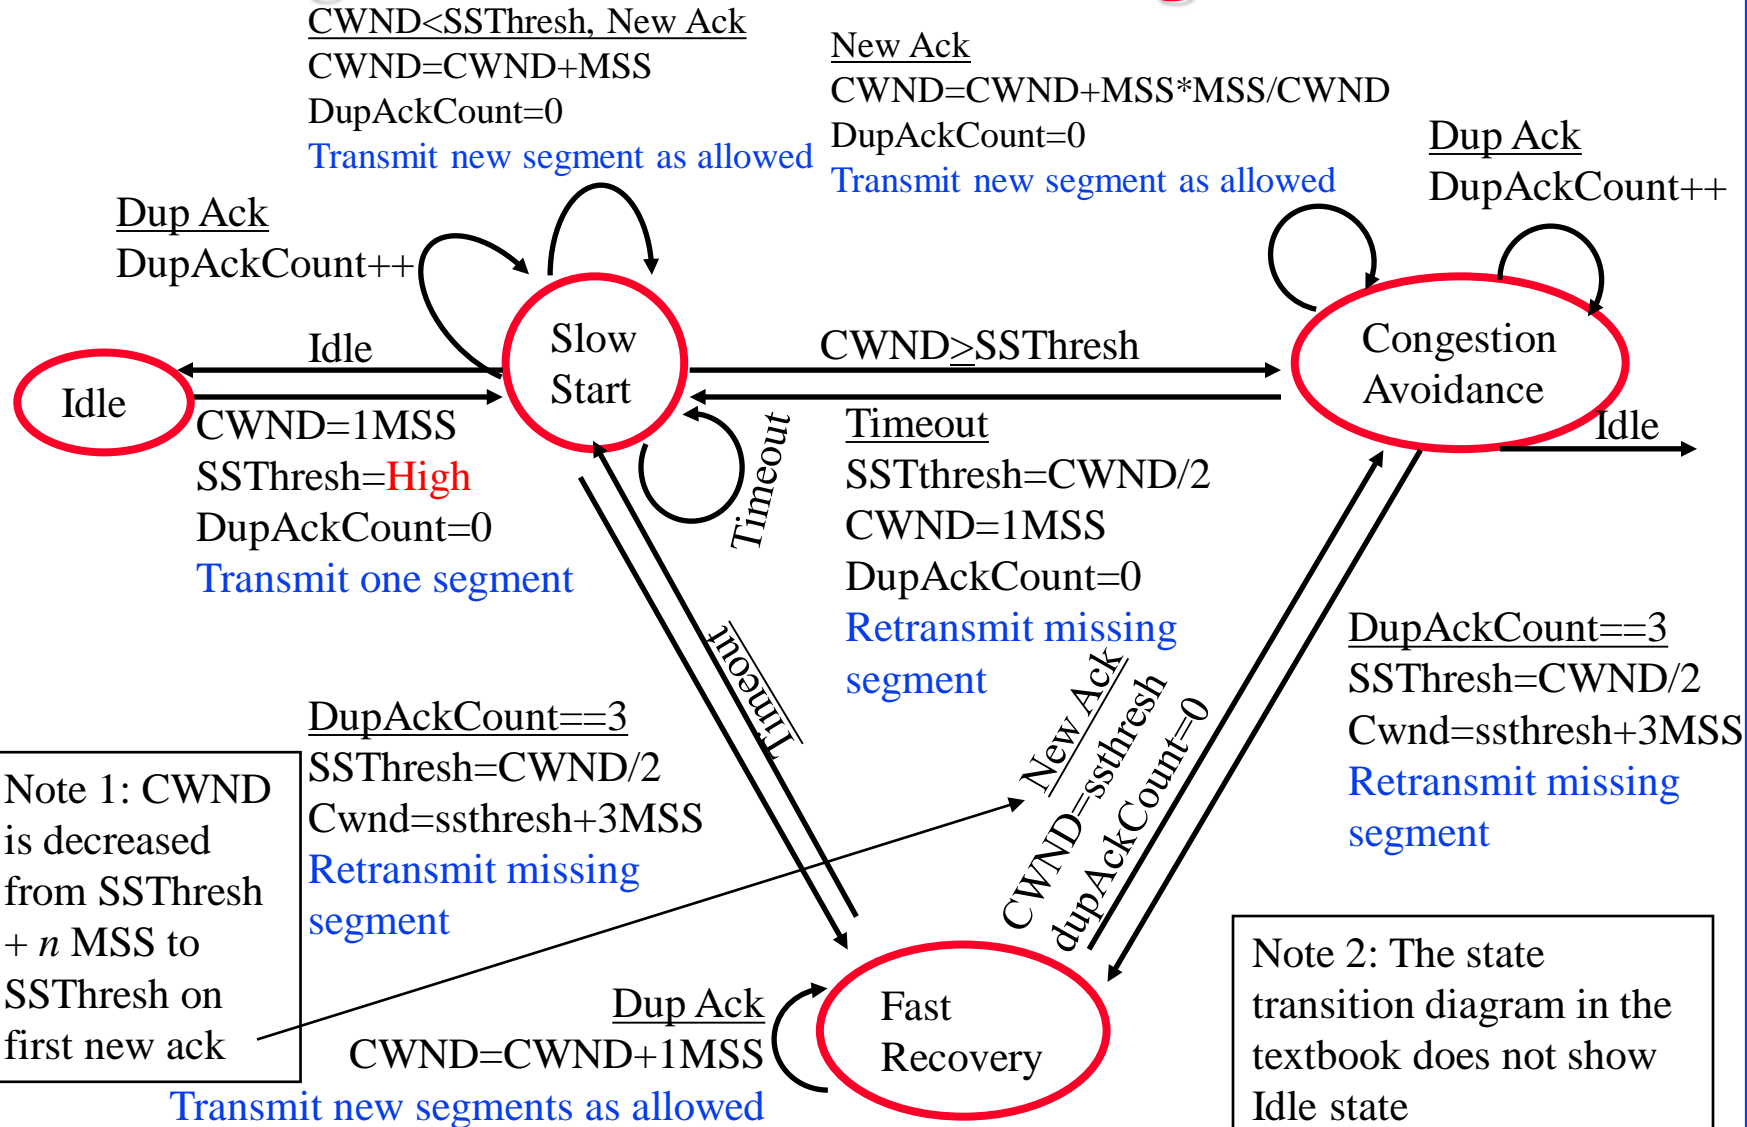 CWND<SSThresh, New Ack
CWND=CWND+MSS
DupAckCount=0
Transmit new segment as allowed
New Ack
CWND=CWND+MSS*MSS/CWND
DupAckCount=0
Transmit new segment as allowed
Dup Ack
DupAckCount++
Dup Ack
DupAckCount++
Idle
Slow
Start
CWND>SSThresh
Congestion
Avoidance
Idle
Idle
CWND=1MSS
SSThresh=High
DupAckCount=0
Transmit one segment
Timeout
Timeout
SSTthresh=CWND/2
CWND=1MSS
DupAckCount=0
Retransmit missing
segment
Timeout
New Ack
CWND=ssthresh
dupAckCount=0
DupAckCount==3
SSThresh=CWND/2
Cwnd=ssthresh+3MSS
Retransmit missing
segment
DupAckCount==3
SSThresh=CWND/2
Cwnd=ssthresh+3MSS
Retransmit missing
segment
Note 1: CWND
is decreased
from SSThresh
+ n MSS to
SSThresh on
first new ack
Dup Ack
CWND=CWND+1MSS
Transmit new segments as allowed
Fast
Recovery
Note 2: The state
transition diagram in the
textbook does not show
Idle state